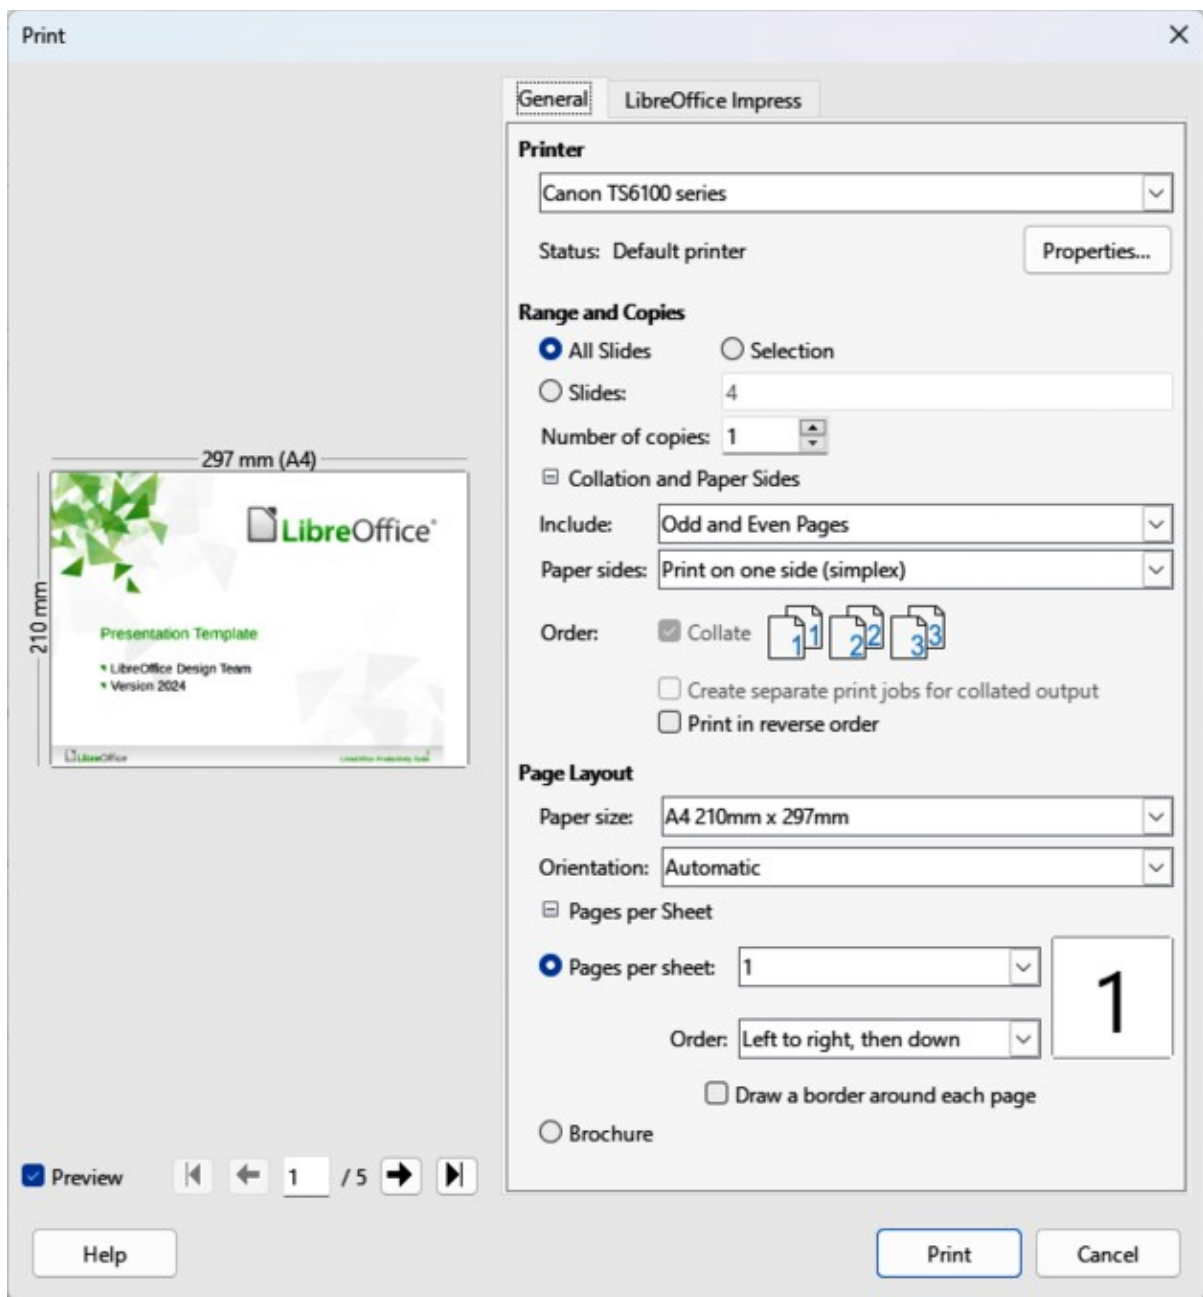 Print
General LibreOffice Impress
Printer
Canon TS6100 series
Status: Default printer Properties...
Range and Copies
All Slides Selection
Slides: 4
Number of copies: 1
Collation and Paper Sides
Include: Odd and Even Pages
Paper sides: Print on one side (simplex)
Order: Collate 1 1 2 2 3 3
Create separate print jobs for collated output
Print in reverse order
Page Layout
Paper size: A4 210mm x 297mm
Orientation: Automatic
Pages per Sheet
Pages per sheet: 1
1
Order: Left to right, then down
Draw a border around each page
Brochure
297 mm (A4)
210 mm
LibreOffice
Presentation Template
LibreOffice Design Team
Version 2024
LibreOffice
Preview 1 / 5
Help Print Cancel